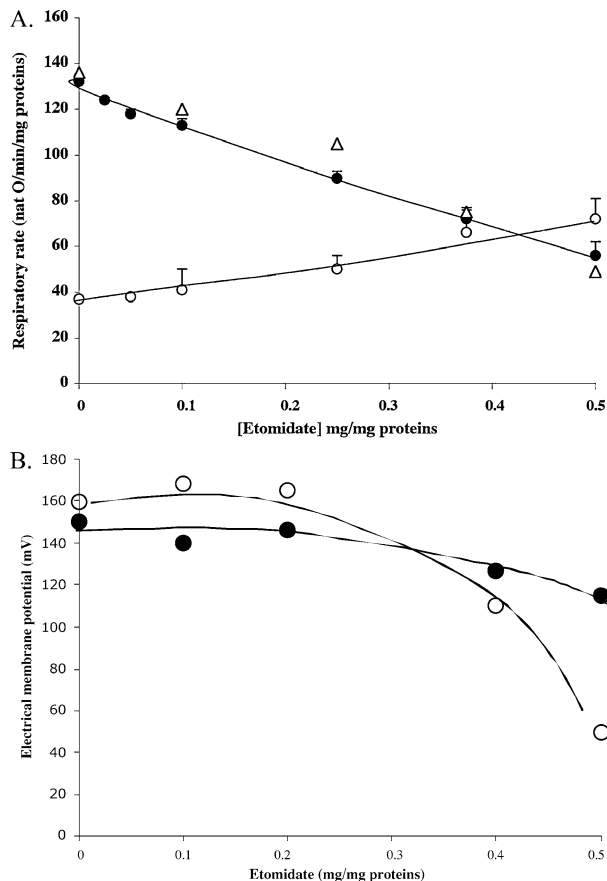 A.
Respiratory rate (nat O/min/mg proteins)
160
140
120
100
80
60
40
20
0
0 0.1 0.2 0.3 0.4 0.5
[Etomidate] mg/mg proteins
B.
Electrical membrane potential (mV)
180
160
140
120
100
80
60
40
20
0
0 0.1 0.2 0.3 0.4 0.5
Etomidate (mg/mg proteins)